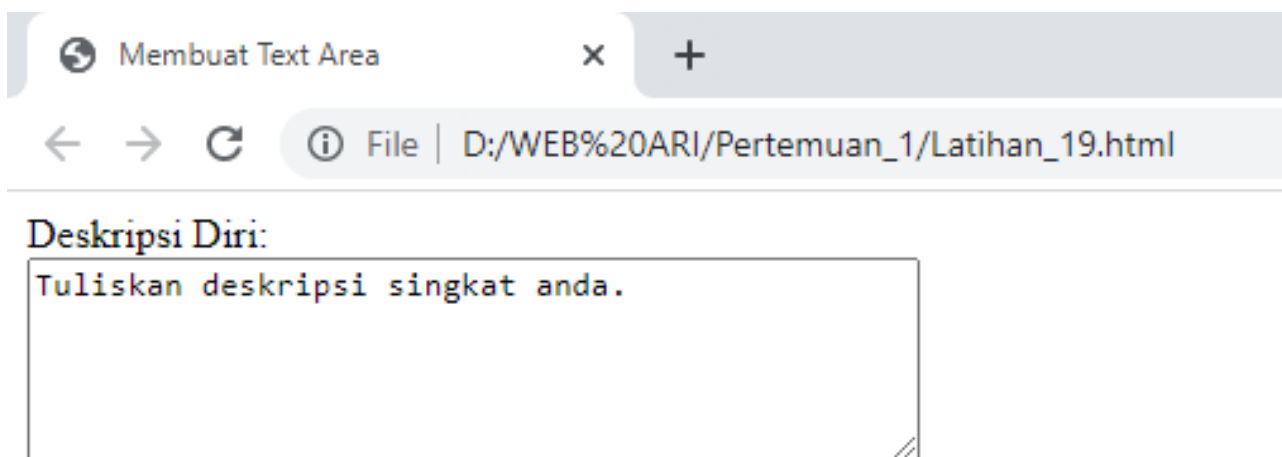 Membuat Text Area
File D:/WEB%20ARI/Pertemuan_1/Latihan_19.html
Deskripsi Diri:
Tuliskan deskripsi singkat anda.